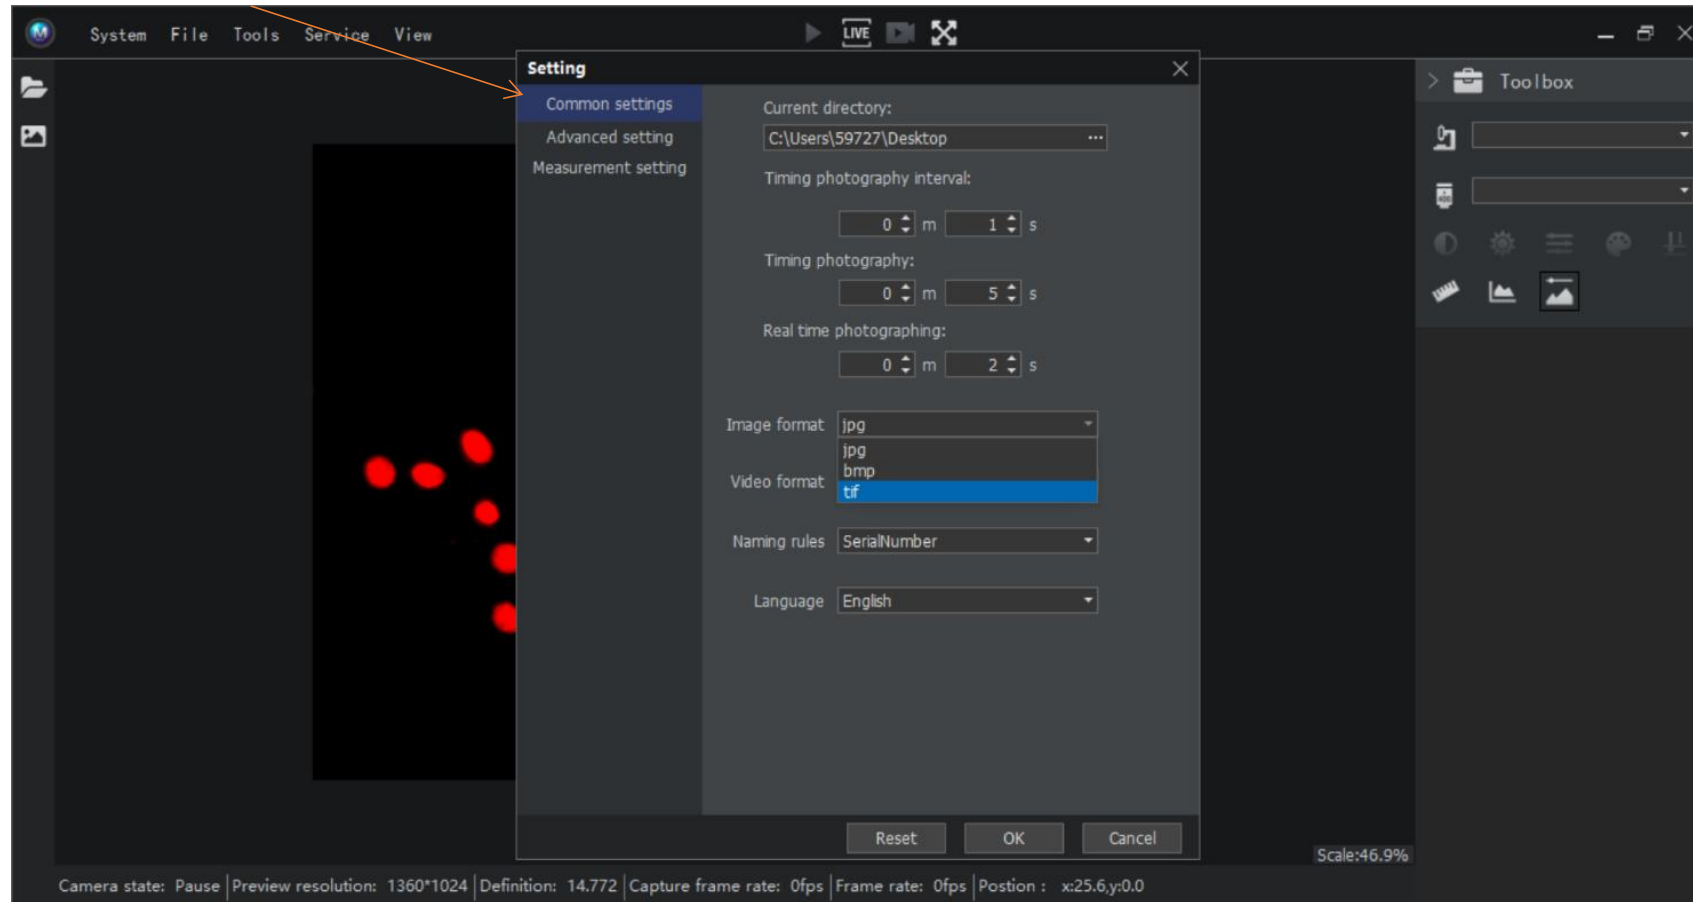 System File Tools Service View LIVE
Setting
Common settings
Advanced setting
Measurement setting
Current directory:
C:\Users\59727\Desktop ...
Timing photography interval:
0 m 1 s
Timing photography:
0 m 5 s
Real time photographing:
0 m 2 s
Image format jpg
jpg
bmp
tif
Video format
Naming rules SerialNumber
Language English
Reset OK Cancel
Toolbox
Scale:46.9%
Camera state: Pause Preview resolution: 1360*1024 Definition: 14.772 Capture frame rate: 0fps Frame rate: 0fps Postion : x:25.6,y:0.0